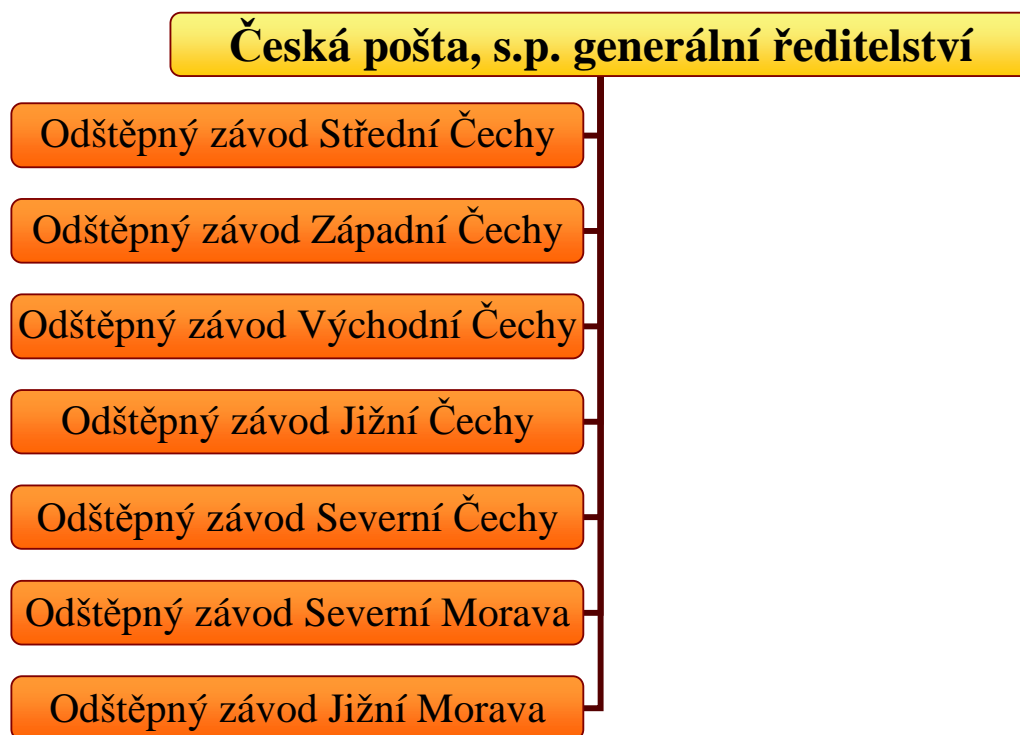 Česká pošta, s.p. generální ředitelství
Odštěpný závod Střední Čechy
Odštěpný závod Západní Čechy
Odštěpný závod Východní Čechy
Odštěpný závod Jižní Čechy
Odštěpný závod Severní Čechy
Odštěpný závod Severní Morava
Odštěpný závod Jižní Morava